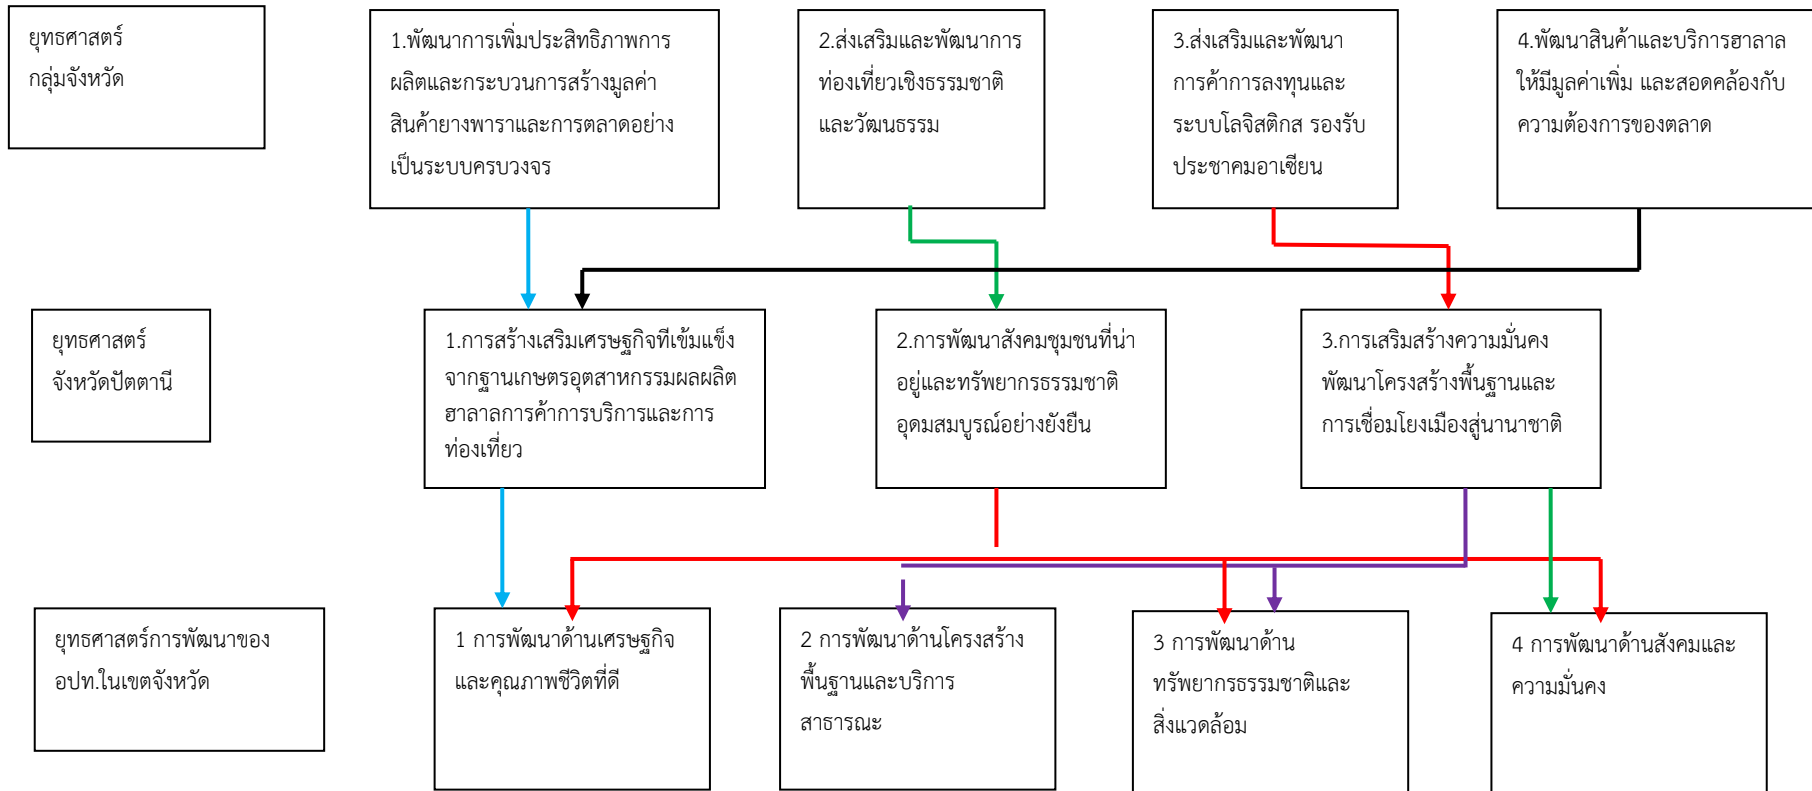 ยุทธศาสตร์
กลุ่มจังหวัด
1.พัฒนาการเพิ่มประสิทธิภาพการ
ผลิตและกระบวนการสร้างมูลค่า
สินค้ายางพาราและการตลาดอย่าง
เป็นระบบครบวงจร
2.ส่งเสริมและพัฒนาการ
ท่องเที่ยวเชิงธรรมชาติ
และวัฒนธรรม
3.ส่งเสริมและพัฒนา
การค้าการลงทุนและ
ระบบโลจิสติกส รองรับ
ประชาคมอาเซียน
4.พัฒนาสินค้าและบริการฮาลาล
ให้มีมูลค่าเพิ่ม และสอดคล้องกับ
ความต้องการของตลาด
ยุทธศาสตร์
จังหวัดปัตตานี
1.การสร้างเสริมเศรษฐกิจทีเข้มแข็ง
จากฐานเกษตรอุตสาหกรรมผลผลิต
ฮาลาลการค้าการบริการและการ
ท่องเที่ยว
2.การพัฒนาสังคมชุมชนที่น่า
อยู่และทรัพยากรธรรมชาติ
อุดมสมบูรณ์อย่างยังยืน
3.การเสริมสร้างความมั่นคง
พัฒนาโครงสร้างพื้นฐานและ
การเชื่อมโยงเมืองสู่นานาชาติ
ยุทธศาสตร์การพัฒนาของ
อปท.ในเขตจังหวัด
1 การพัฒนาด้านเศรษฐกิจ
และคุณภาพชีวิตที่ดี
2 การพัฒนาด้านโครงสร้าง
พื้นฐานและบริการ
สาธารณะ
3 การพัฒนาด้าน
ทรัพยากรธรรมชาติและ
สิ่งแวดล้อม
4 การพัฒนาด้านสังคมและ
ความมั่นคง